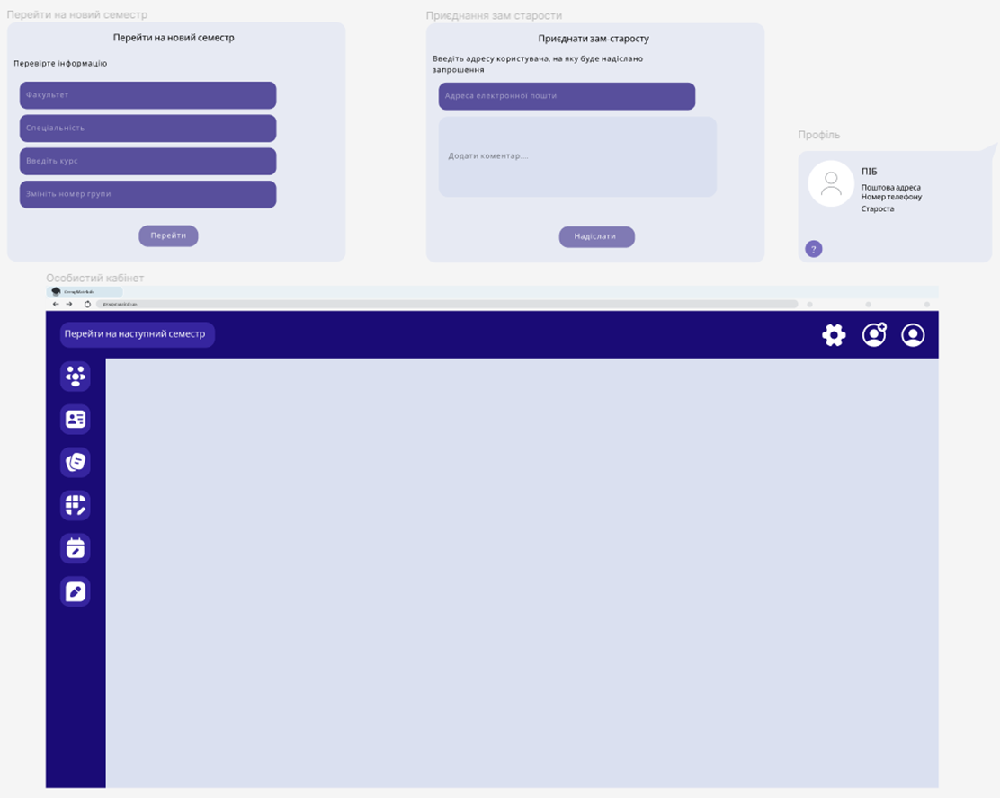 Перейти на новий семестр
Перейти на новий семестр
Перевірте інформацію
Факультет
Спеціальність
Введіть курс
Змініть номер групи
Перейти
Приєднання зам старости
Приєднати зам-старосту
Введіть адресу користувача, на яку буде надіслано
запрошення
Адреса електронної пошти
Додати коментар....
Надіслати
Профіль
ПІБ
Поштова адреса
Номер телефону
Староста
?
Особистий кабінет
Перейти на наступний семестр